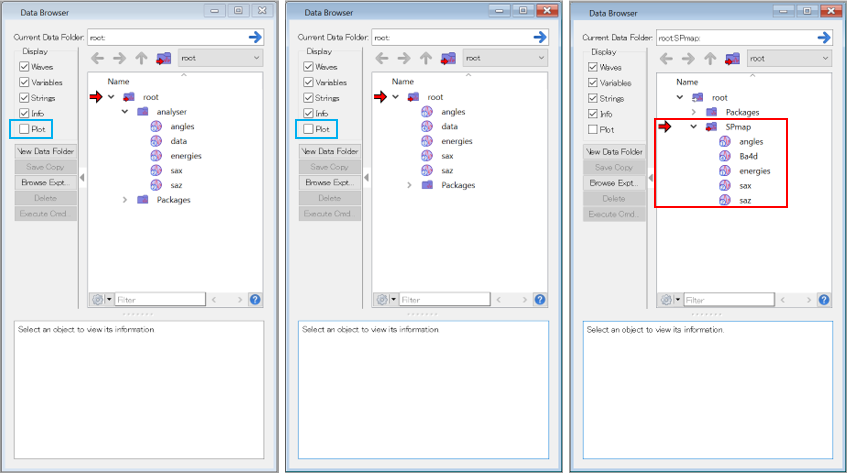 Data Browser
Current Data Folder: root:
Display
Waves
Variables
Strings
Info
Plot
New Data Folder
Save Copy
Browse Expt...
Delete
Execute Cmd...
root
Name
root
analyser
angles
data
energies
sax
saz
Packages
Filter
Select an object to view its information
Data Browser
Current Data Folder: root:
Display
Waves
Variables
Strings
Info
Plot
New Data Folder
Save Copy
Browse Expt...
Delete
Execute Cmd...
root
Name
root
angles
data
energies
sax
saz
Packages
Filter
Select an object to view its information.
Data Browser
Current Data Folder: root:SPmap:
Display
Waves
Variables
Strings
Info
Plot
New Data Folder
Save Copy
Browse Expt...
Delete
Execute Cmd...
root
Name
root
Packages
SPmap
angles
Ba4d
energies
sax
saz
Filter
Select an object to view its information.